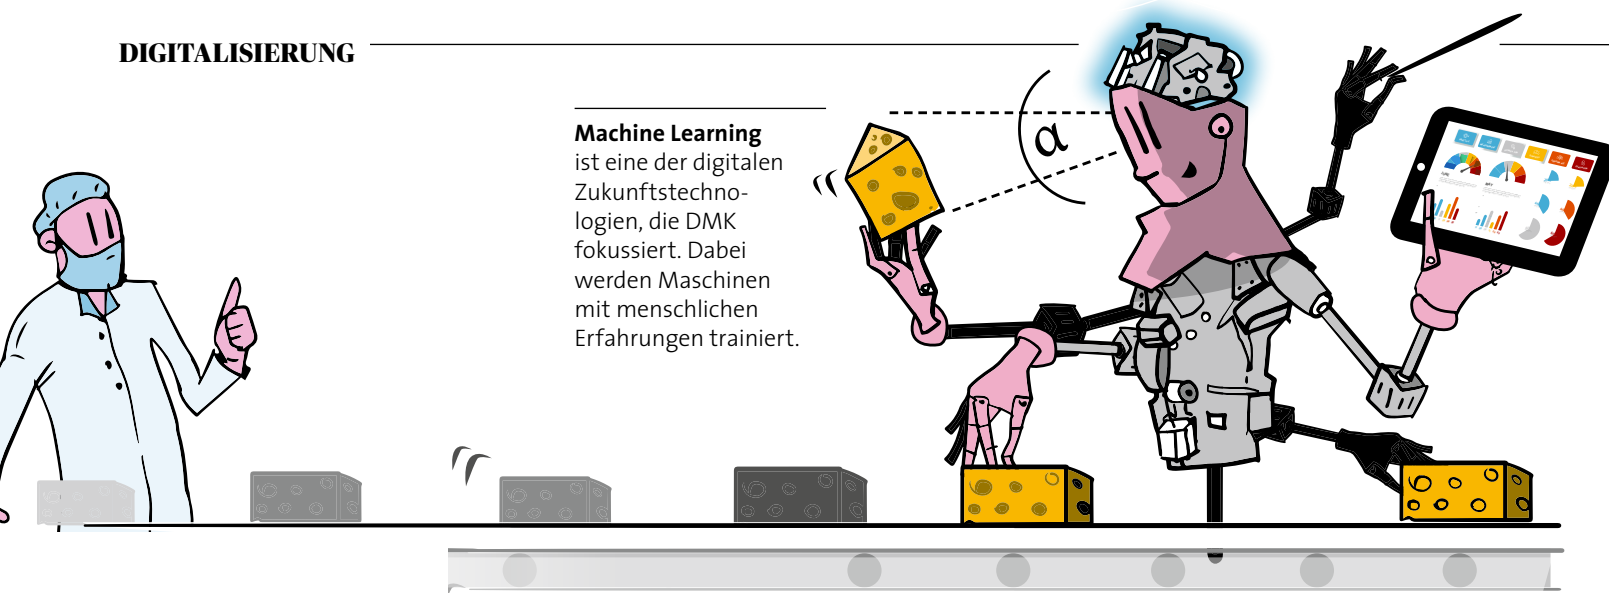 DIGITALISIERUNG
Machine Learning
ist eine der digitalen
Zukunftstechno-
logien, die DMK
fokussiert. Dabei
werden Maschinen
mit menschlichen
Erfahrungen trainiert.
α